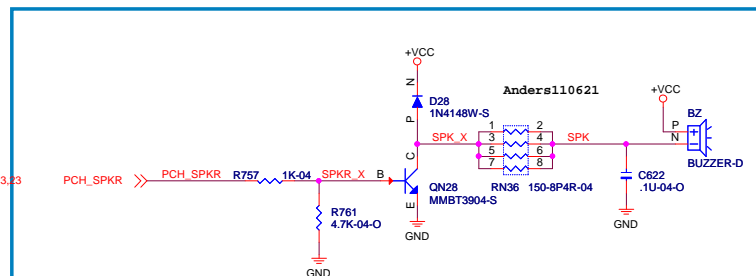 +VCC
N
D28
1N4148W-S
P
Anders110621
+VCC
1 2
3 4
5 6
7 8
SPK_X
SPK
P
N
BZ
BUZZER-D
3,23
PCH_SPKR
PCH_SPKR
R757
1K-04
SPKR_X
B
C
E
QN28
MMBT3904-S
RN36
150-8P4R-04
C622
.1U-04-O
R761
4.7K-04-O
GND
GND
GND